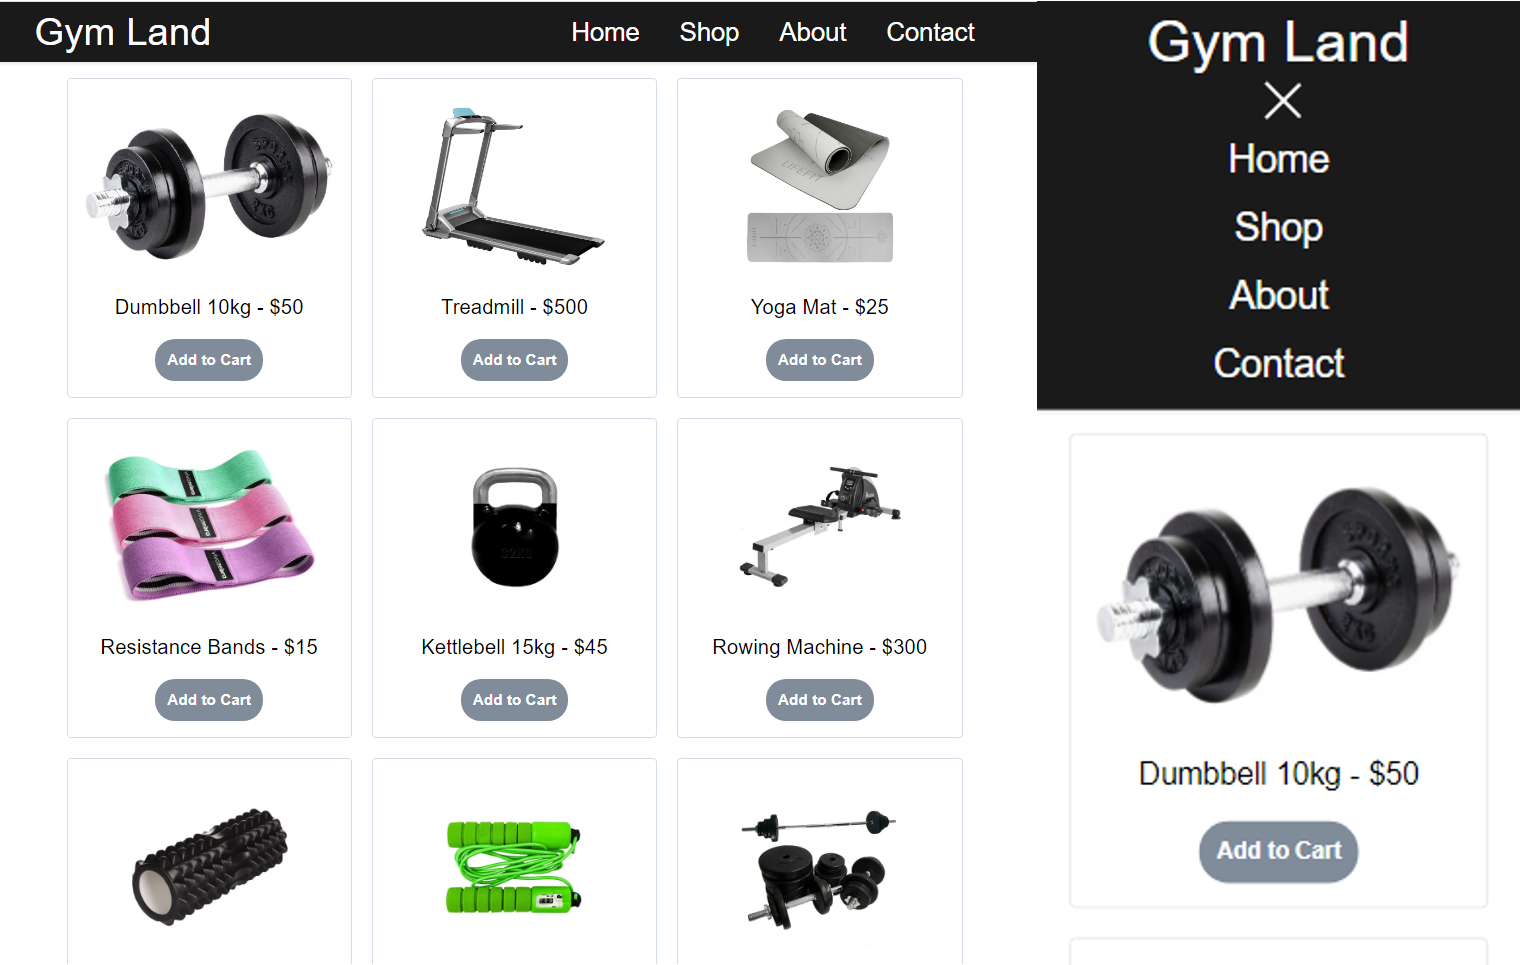 Gym Land
Home Shop About Contact
LIFEFIT
Dumbbell 10kg - $50
Treadmill - $500
Yoga Mat - $25
Add to Cart
Add to Cart
Add to Cart
32KG
Resistance Bands - $15
Kettlebell 15kg - $45
Rowing Machine - $300
Add to Cart
Add to Cart
Add to Cart
Gym Land
Home
Shop
About
Contact
Dumbbell 10kg - $50
Add to Cart